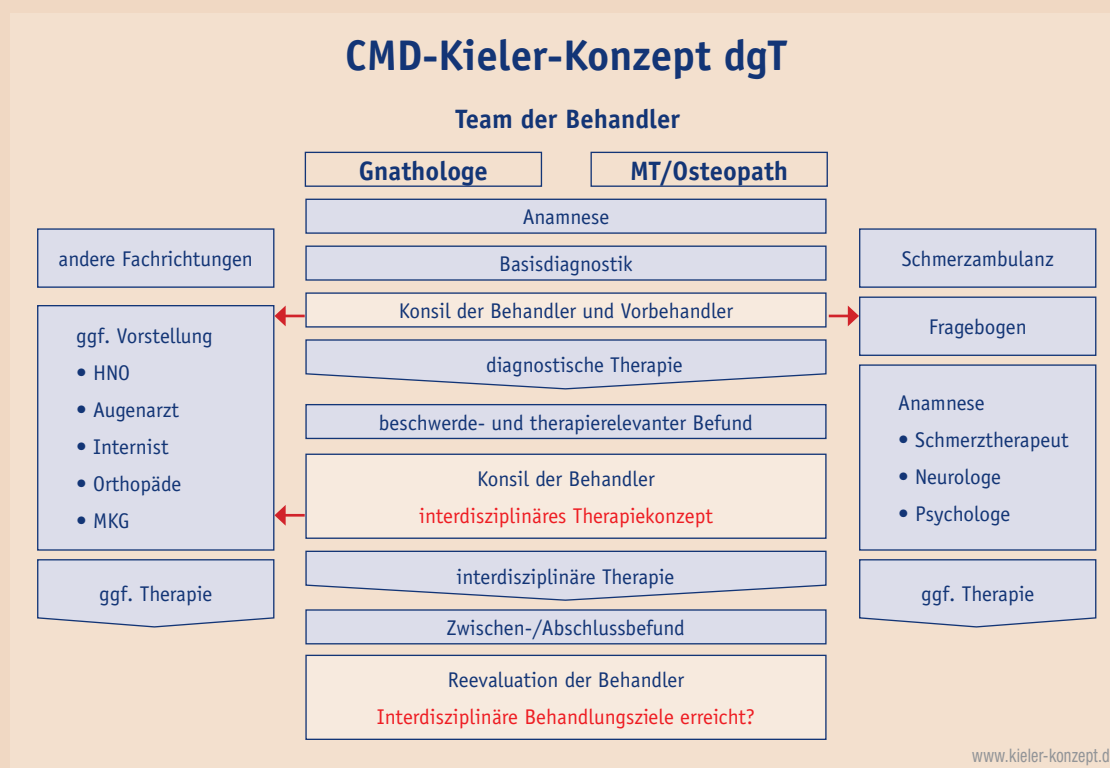 CMD-Kieler-Konzept dgT
Team der Behandler
Gnathologe
MT/Osteopath
Anamnese
Basisdiagnostik
Konsil der Behandler und Vorbehandler
diagnostische Therapie
beschwerde- und therapierelevanter Befund
Konsil der Behandler
interdisziplinäres Therapiekonzept
interdisziplinäre Therapie
Zwischen-/Abschlussbefund
Reevaluation der Behandler
Interdisziplinäre Behandlungsziele erreicht?
andere Fachrichtungen
ggf. Vorstellung
• HNO
• Augenarzt
• Internist
• Orthopäde
• MKG
ggf. Therapie
Schmerzambulanz
Fragebogen
Anamnese
• Schmerztherapeut
• Neurologe
• Psychologe
ggf. Therapie
www.kieler-konzept.d